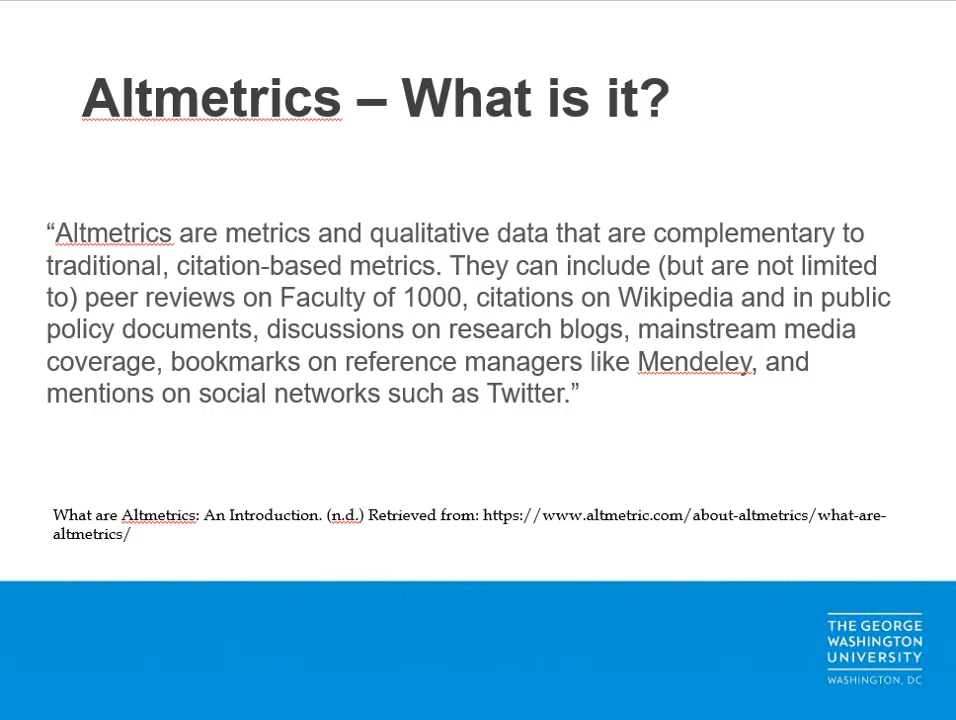 Altmetrics – What is it?
“Altmetrics are metrics and qualitative data that are complementary to
traditional, citation-based metrics. They can include (but are not limited
to) peer reviews on Faculty of 1000, citations on Wikipedia and in public
policy documents, discussions on research blogs, mainstream media
coverage, bookmarks on reference managers like Mendeley, and
mentions on social networks such as Twitter.”
What are Altmetrics: An Introduction. (n.d.) Retrieved from: https://www.altmetric.com/about-altmetrics/what-are-
altmetrics/
THE GEORGE
WASHINGTON
UNIVERSITY
WASHINGTON, DC